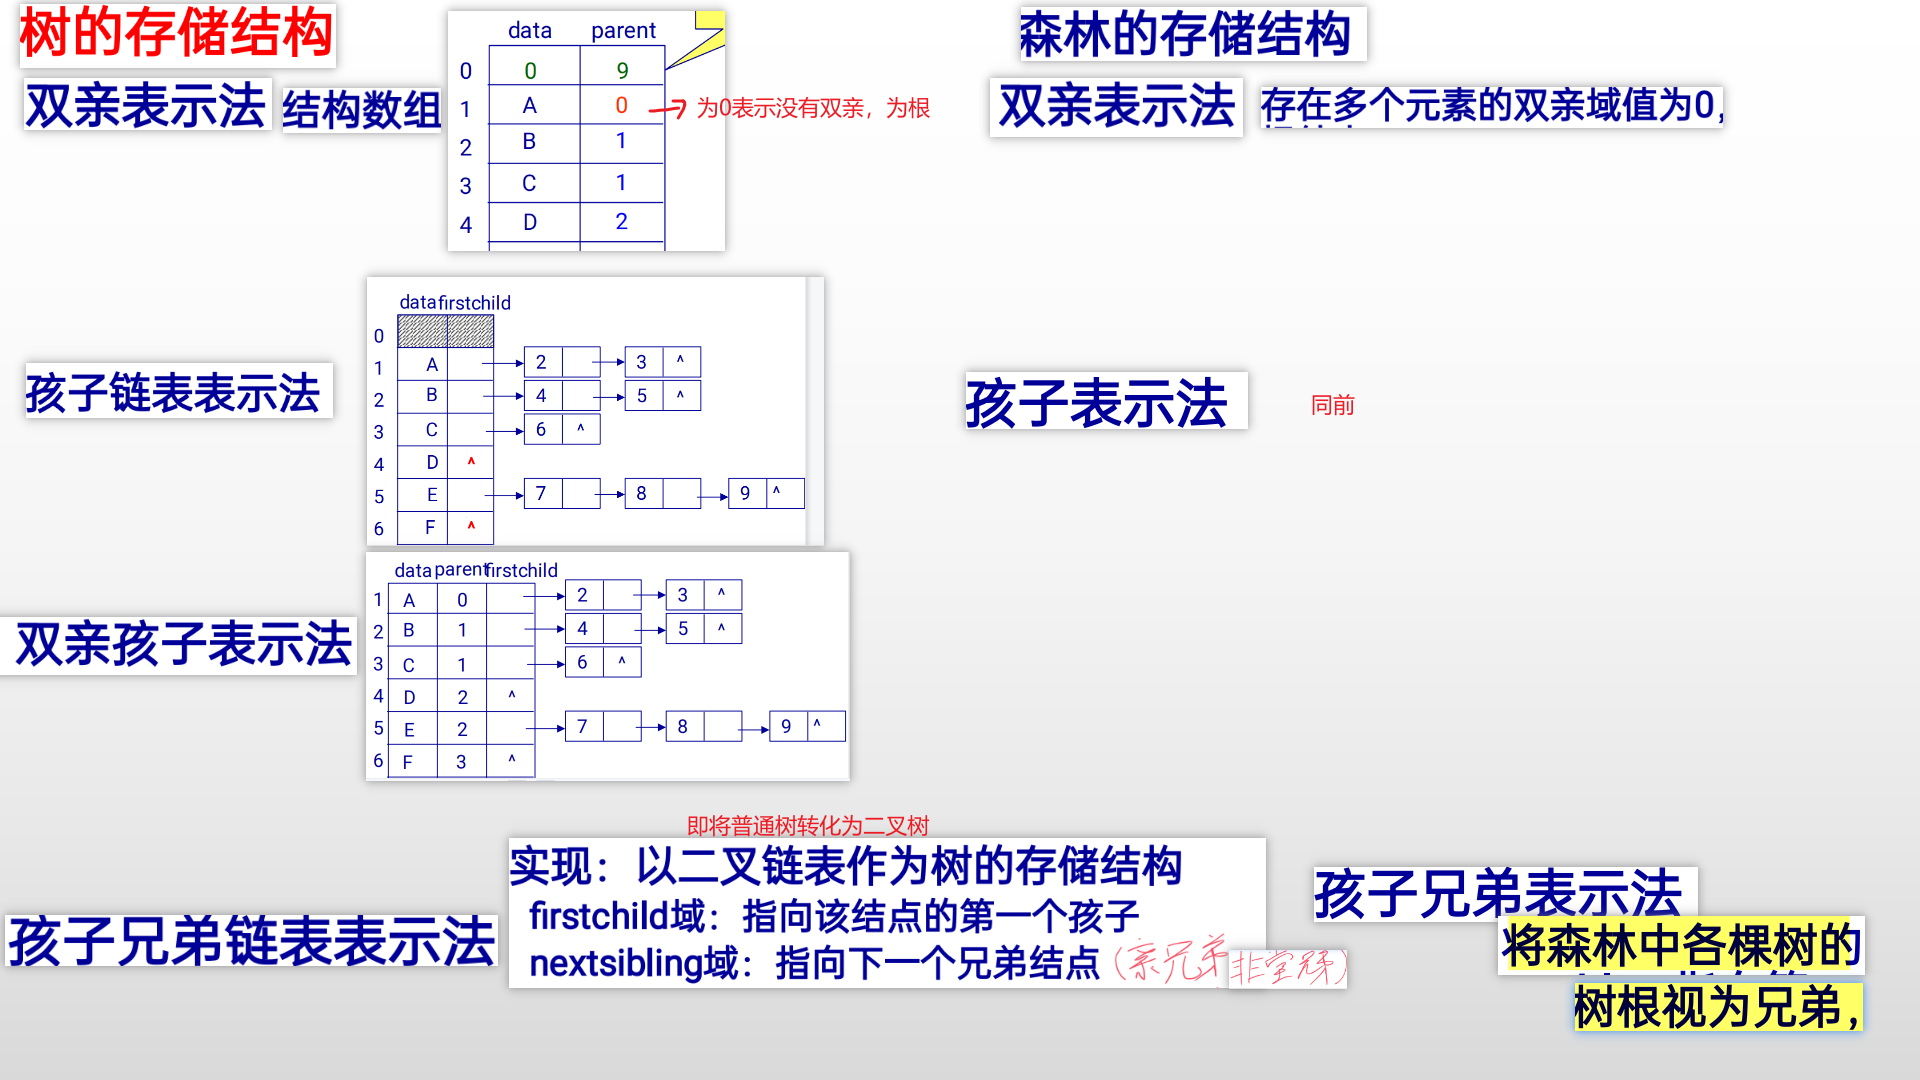 树的存储结构
双亲表示法
结构数组
data parent
0 0 9
1 A 0
2 B 1
3 C 1
4 D 2
为0表示没有双亲，为根
森林的存储结构
双亲表示法
存在多个元素的双亲域值为0,
孩子链表表示法
data firstchild
0
1 A 2 3 ^
2 B 4 5 ^
3 C 6 ^
4 D ^
5 E 7 8 9 ^
6 F ^
孩子表示法
同前
双亲孩子表示法
data parent firstchild
1 A 0 2 3 ^
2 B 1 4 5 ^
3 C 1 6 ^
4 D 2 ^
5 E 2 7 8 9 ^
6 F 3 ^
即将普通树转化为二叉树
孩子兄弟链表表示法
实现：以二叉链表作为树的存储结构
firstchild域：指向该结点的第一个孩子
nextsibling域：指向下一个兄弟结点（亲兄弟 非堂兄弟）
孩子兄弟表示法
将森林中各棵树的
树根视为兄弟，